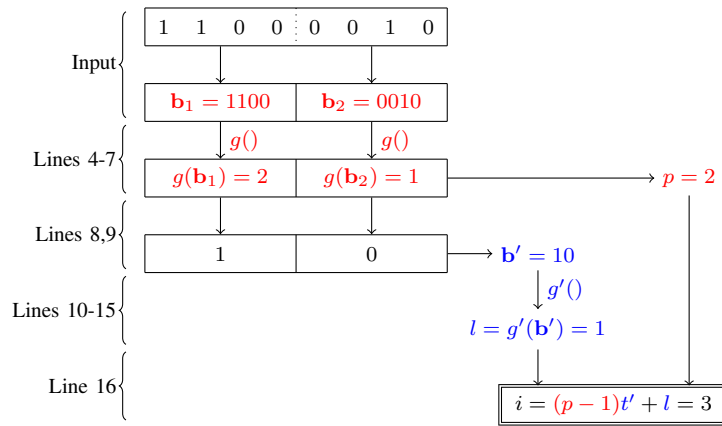 1 1 0 0 0 0 1 0
Input
b₁ = 1100 b₂ = 0010
g() g()
Lines 4-7
g(b₁) = 2 g(b₂) = 1 p = 2
Lines 8,9
1 0 b′ = 10
g′()
Lines 10-15
l = g′(b′) = 1
Line 16
i = (p − 1)t′ + l = 3